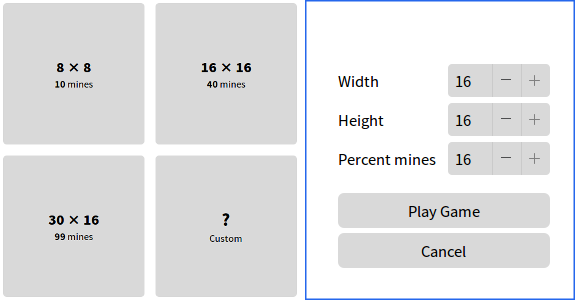 8 × 8
10 mines
16 × 16
40 mines
30 × 16
99 mines
?
Custom
Width 16 − +
Height 16 − +
Percent mines 16 − +
Play Game
Cancel